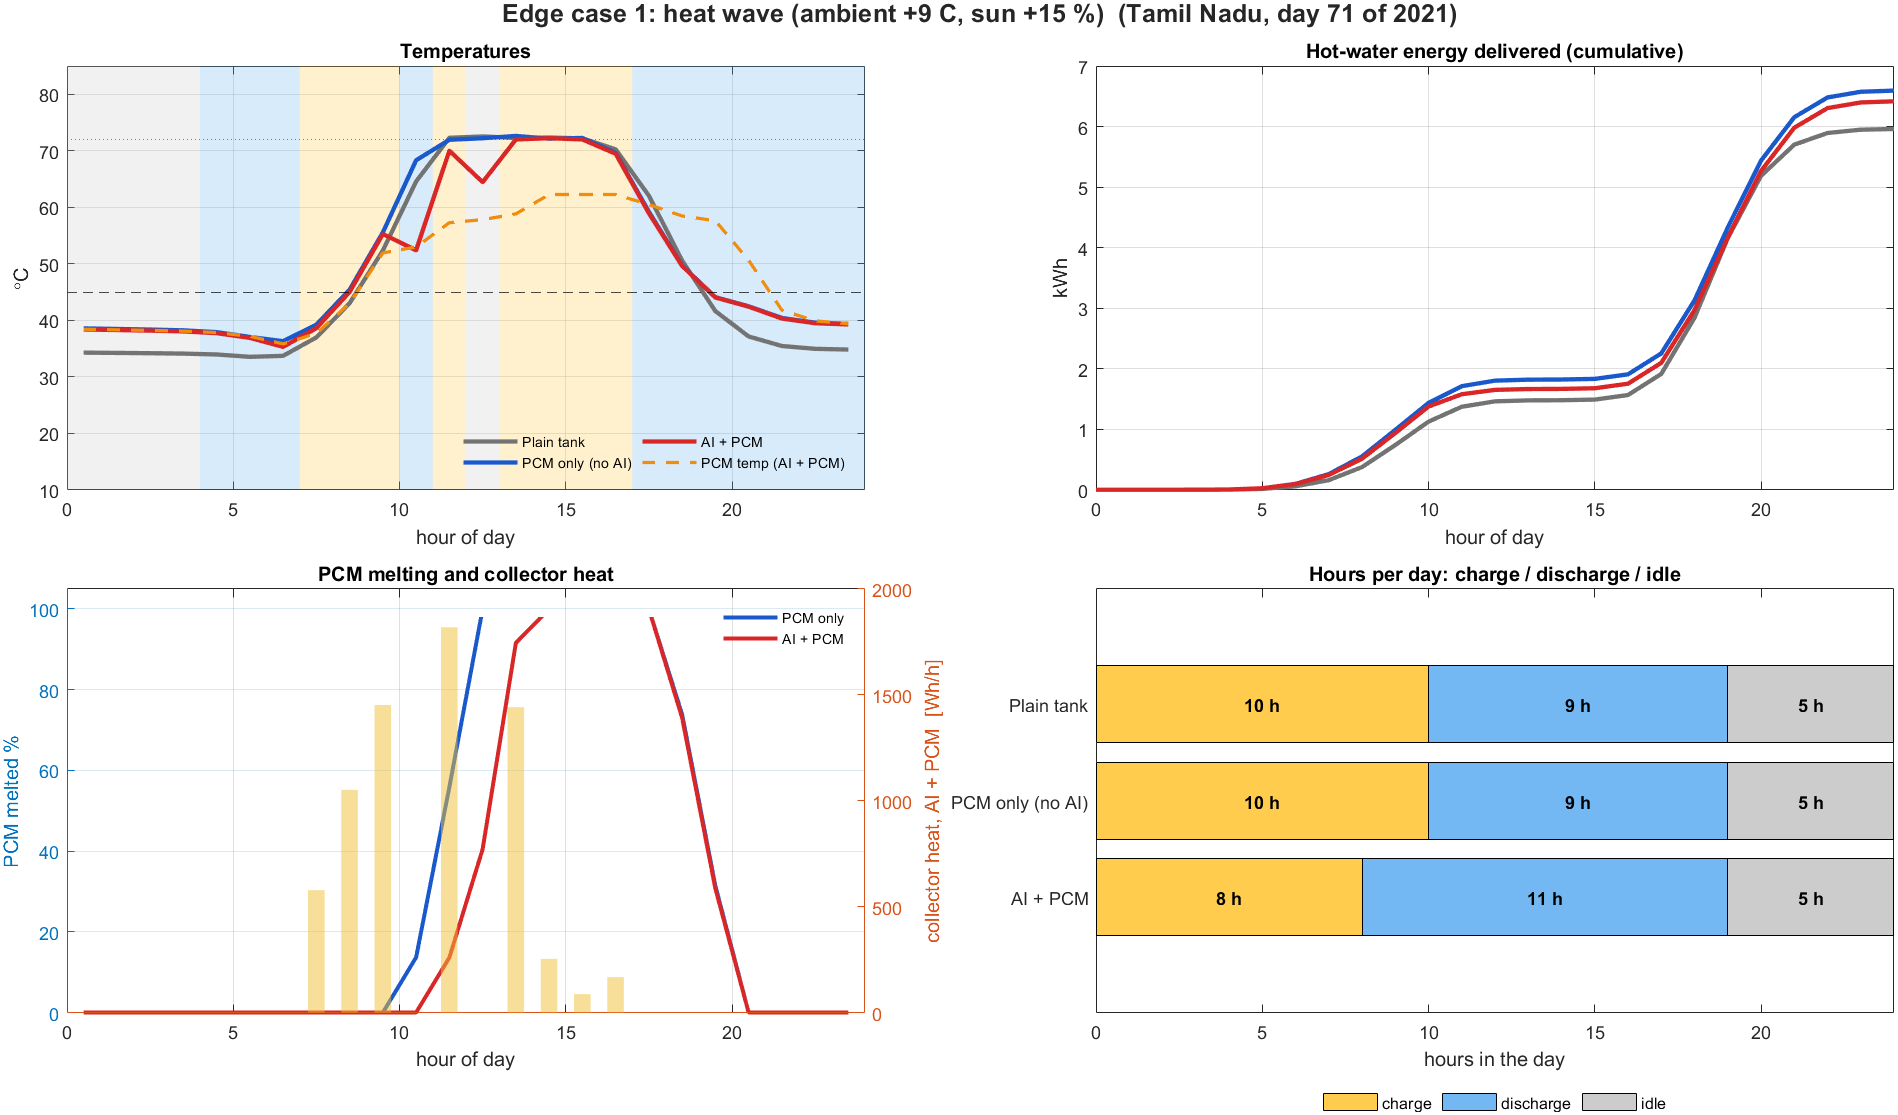 Edge case 1: heat wave (ambient +9 C, sun +15 %)  (Tamil Nadu, day 71 of 2021)
Temperatures
80
70
60
50
40
30
20
10
°C
0 5 10 15 20
hour of day
Plain tank
PCM only (no AI)
AI + PCM
PCM temp (AI + PCM)
Hot-water energy delivered (cumulative)
7
6
5
4
3
2
1
0
kWh
0 5 10 15 20
hour of day
PCM melting and collector heat
100
80
60
40
20
0
PCM melted %
2000
1500
1000
500
0
collector heat, AI + PCM  [Wh/h]
PCM only
AI + PCM
0 5 10 15 20
hour of day
Hours per day: charge / discharge / idle
Plain tank 10 h 9 h 5 h
PCM only (no AI) 10 h 9 h 5 h
AI + PCM 8 h 11 h 5 h
0 5 10 15 20
hours in the day
charge discharge idle